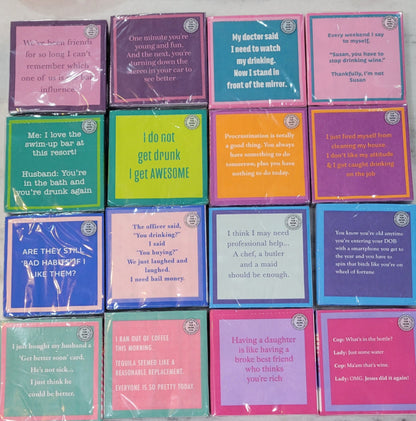 We've been friends
for so long I can't
remember which
one of us is the bad
influence.
One minute you're
young and fun.
And the next, you're
turning down the
stereo in your car to
see better
My doctor said
I need to watch
my drinking.
Now I stand in
front of the mirror.
Every weekend I say
to myself,
"Susan, you have to
stop drinking wine."
Thankfully, I'm not
Susan
Me: I love the
swim-up bar at
this resort!
Husband: You're
in the bath and
you're drunk again
I do not
get drunk
I get AWESOME
Procrastination is totally
a good thing. You always
have something to do
tomorrow, plus you have
nothing to do today.
I just fired myself from
cleaning my house.
I don't like my attitude
& I got caught drinking
on the job
ARE THEY STILL
"BAD HABITS" IF I
LIKE THEM?
The officer said,
"You drinking?"
I said
"You buying?"
We just laughed and
laughed.
I need bail money.
I think I may need
professional help...
A chef, a butler
and a maid
should be enough.
You know you're old anytime
you're entering your DOB
with a smartphone you get to
the year and you have to
spin that bitch like you're on
wheel of fortune
I just bought my husband a
'Get better soon' card.
He's not sick...
I just think he
could be better.
I RAN OUT OF COFFEE
THIS MORNING.
TEQUILA SEEMED LIKE A
REASONABLE REPLACEMENT.
EVERYONE IS SO PRETTY TODAY.
Having a daughter
is like having a
broke best friend
who thinks
you're rich
Cop: What's in the bottle?
Lady: Just some water
Cop: Ma'am that's wine.
Lady: OMG. Jesus did it again!